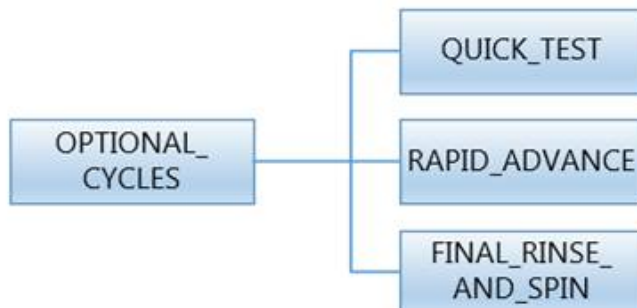 QUICK_TEST
OPTIONAL_
CYCLES
RAPID_ADVANCE
FINAL_RINSE_
AND_SPIN